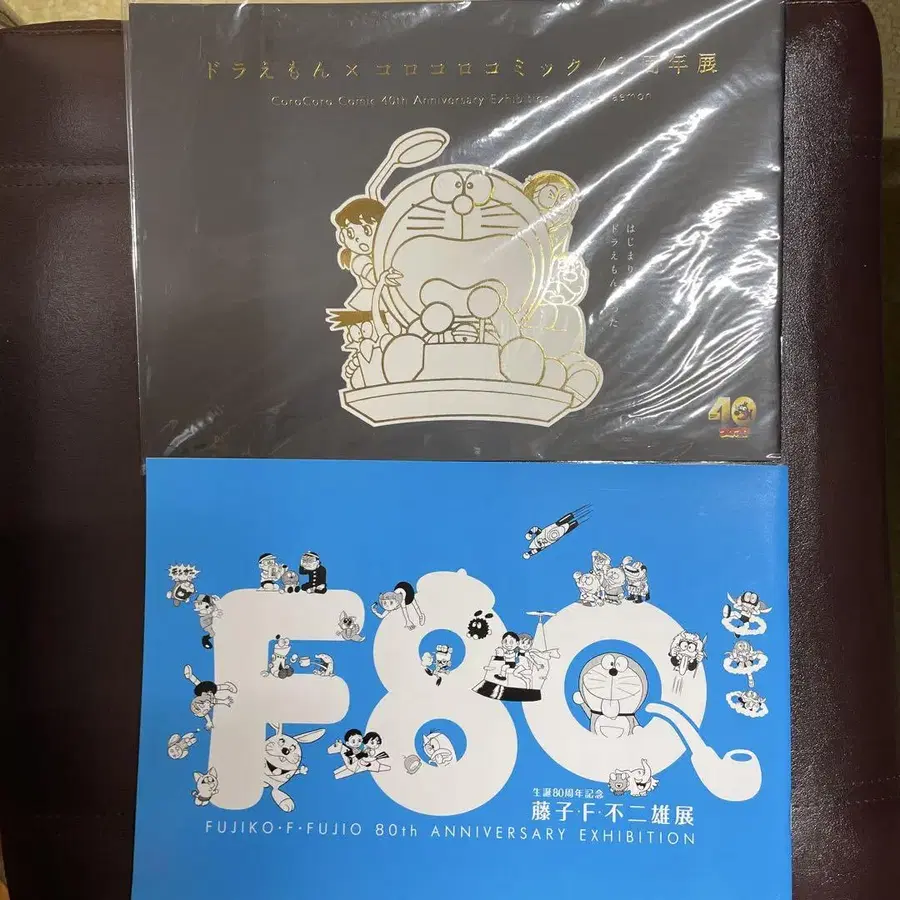 ドラえもん×コロコロコミック40周年展
CoroCoro Comic 40th Anniversary Exhibition
はじまり
ドラえもん
40
F80
生誕80周年記念
藤子・F・不二雄展
FUJIKO・F・FUJIO 80th ANNIVERSARY EXHIBITION